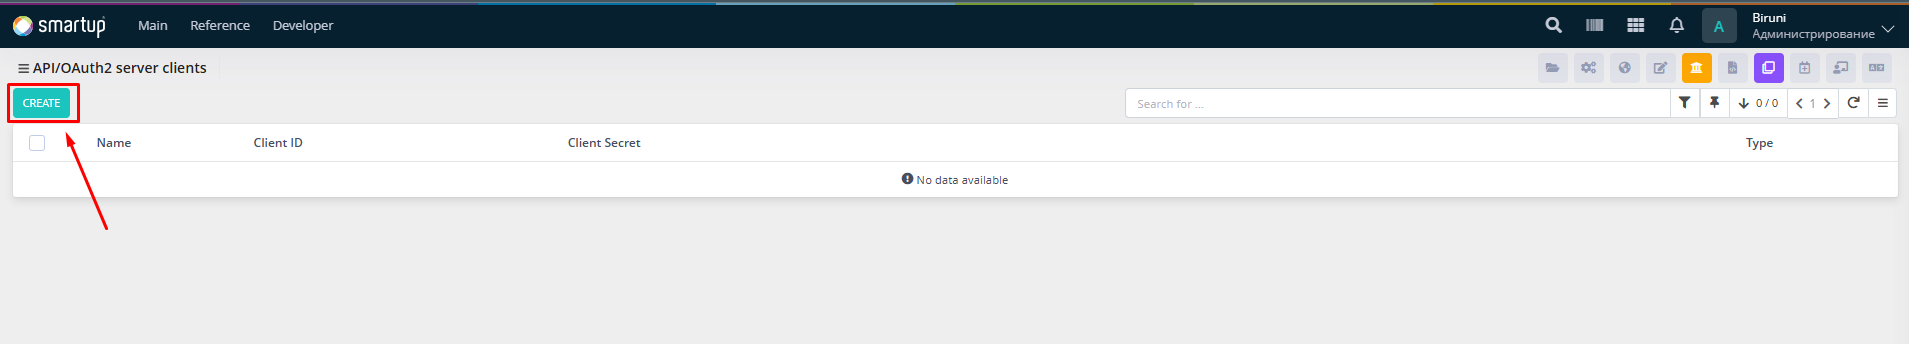 smartup Main Reference Developer A Biruni
Администрирование
API/OAuth2 server clients
CREATE Search for ... 0 / 0 1
Name Client ID Client Secret Type
No data available